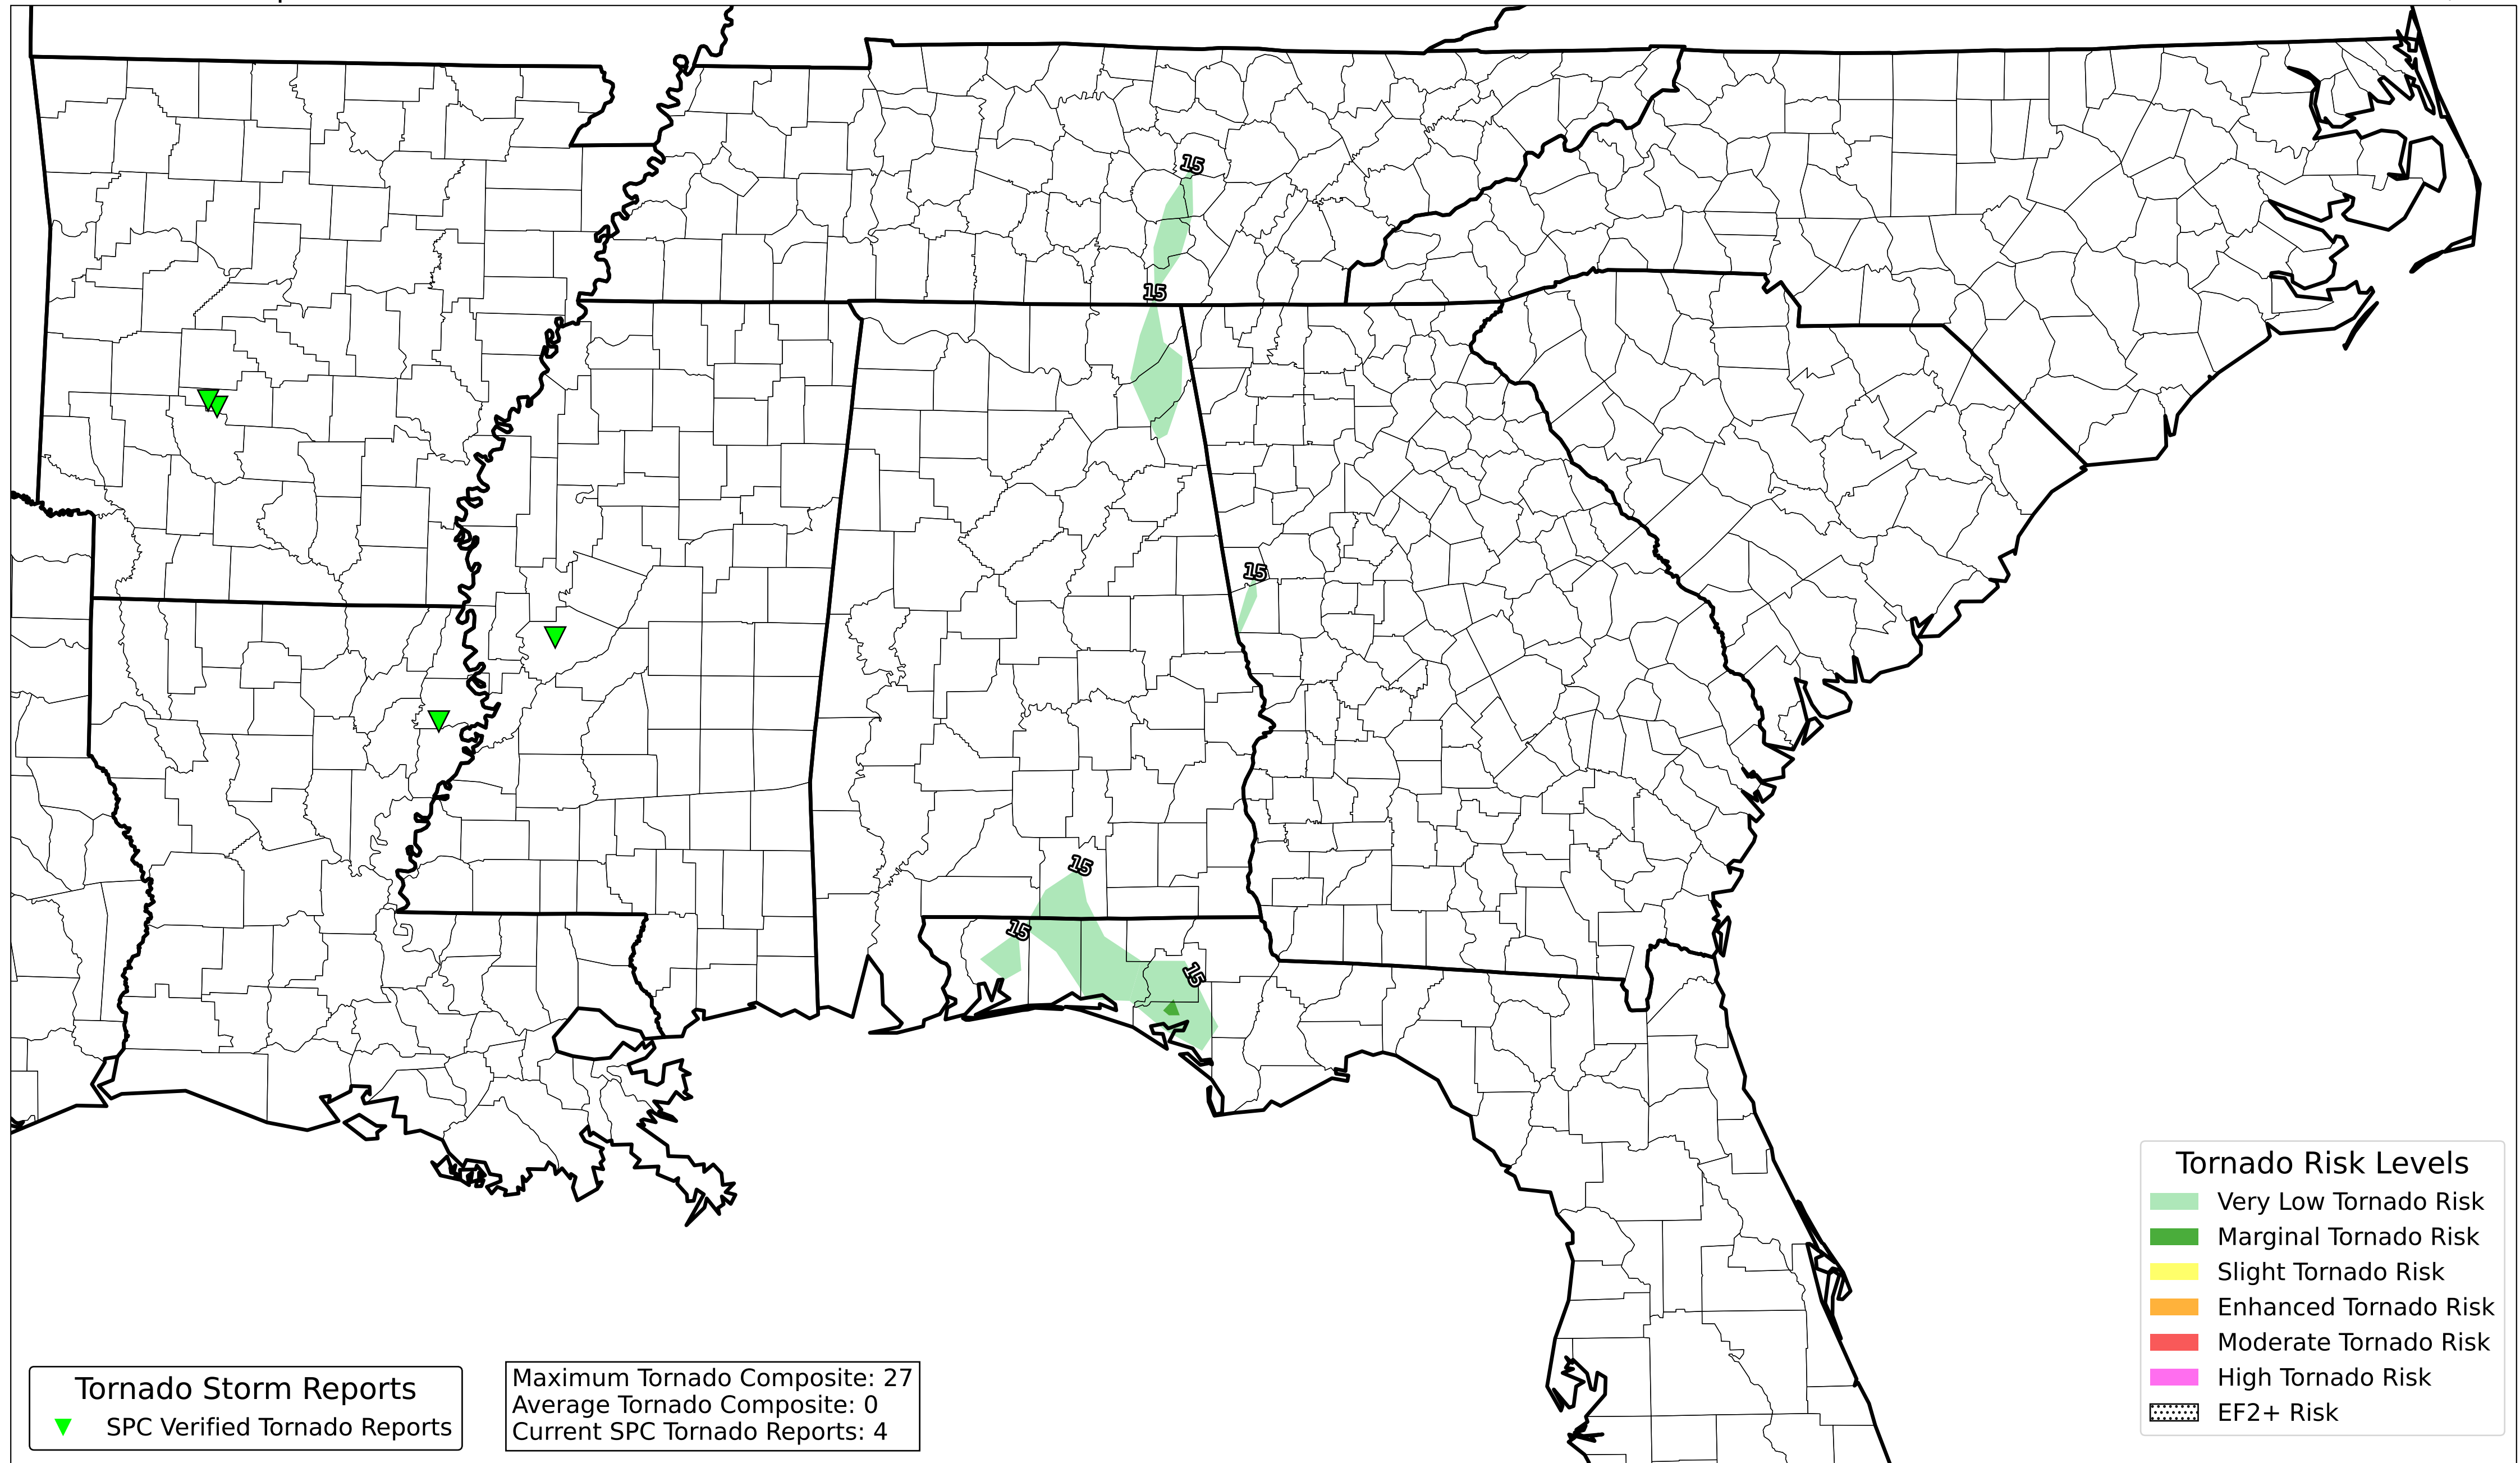 15
15
15
15
15
15
Tornado Risk Levels
Very Low Tornado Risk
Marginal Tornado Risk
Slight Tornado Risk
Enhanced Tornado Risk
Moderate Tornado Risk
High Tornado Risk
EF2+ Risk
Tornado Storm Reports
SPC Verified Tornado Reports
Maximum Tornado Composite: 27
Average Tornado Composite: 0
Current SPC Tornado Reports: 4